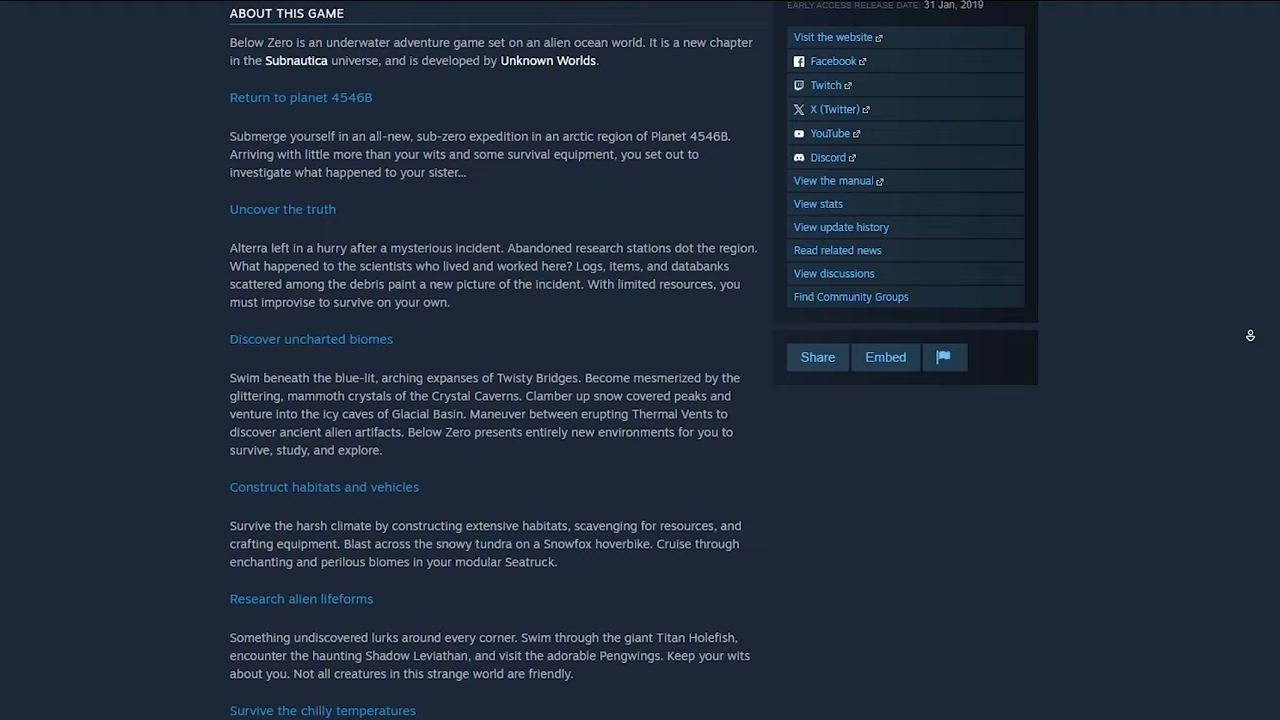 ABOUT THIS GAME
Below Zero is an underwater adventure game set on an alien ocean world. It is a new chapter
in the Subnautica universe, and is developed by Unknown Worlds.
Return to planet 4546B
Submerge yourself in an all-new, sub-zero expedition in an arctic region of Planet 4546B.
Arriving with little more than your wits and some survival equipment, you set out to
investigate what happened to your sister...
Uncover the truth
Alterra left in a hurry after a mysterious incident. Abandoned research stations dot the region.
What happened to the scientists who lived and worked here? Logs, items, and databanks
scattered among the debris paint a new picture of the incident. With limited resources, you
must improvise to survive on your own.
Discover uncharted biomes
Swim beneath the blue-lit, arching expanses of Twisty Bridges. Become mesmerized by the
glittering, mammoth crystals of the Crystal Caverns. Clamber up snow covered peaks and
venture into the icy caves of Glacial Basin. Maneuver between erupting Thermal Vents to
discover ancient alien artifacts. Below Zero presents entirely new environments for you to
survive, study, and explore.
Construct habitats and vehicles
Survive the harsh climate by constructing extensive habitats, scavenging for resources, and
crafting equipment. Blast across the snowy tundra on a Snowfox hoverbike. Cruise through
enchanting and perilous biomes in your modular Seatruck.
Research alien lifeforms
Something undiscovered lurks around every corner. Swim through the giant Titan Holefish,
encounter the haunting Shadow Leviathan, and visit the adorable Pengwings. Keep your wits
about you. Not all creatures in this strange world are friendly.
Survive the chilly temperatures
EARLY ACCESS RELEASE DATE: 31 Jan, 2019
Visit the website
Facebook
Twitch
X (Twitter)
YouTube
Discord
View the manual
View stats
View update history
Read related news
View discussions
Find Community Groups
Share Embed